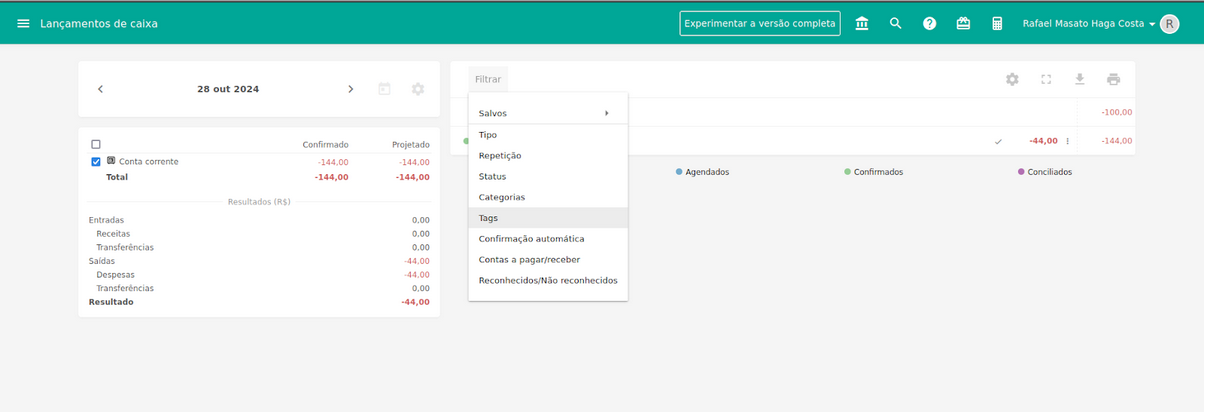 Lançamentos de caixa
Experimentar a versão completa
Rafael Masato Haga Costa
R
28 out 2024
Confirmado Projetado
Conta corrente -144,00 -144,00
Total -144,00 -144,00
Resultados (R$)
Entradas 0,00
Receitas 0,00
Transferências 0,00
Saídas -44,00
Despesas -44,00
Transferências 0,00
Resultado -44,00
Filtrar
Salvos
Tipo
Repetição
Status
Categorias
Tags
Confirmação automática
Contas a pagar/receber
Reconhecidos/Não reconhecidos
-100,00
-44,00 -144,00
Agendados Confirmados Conciliados